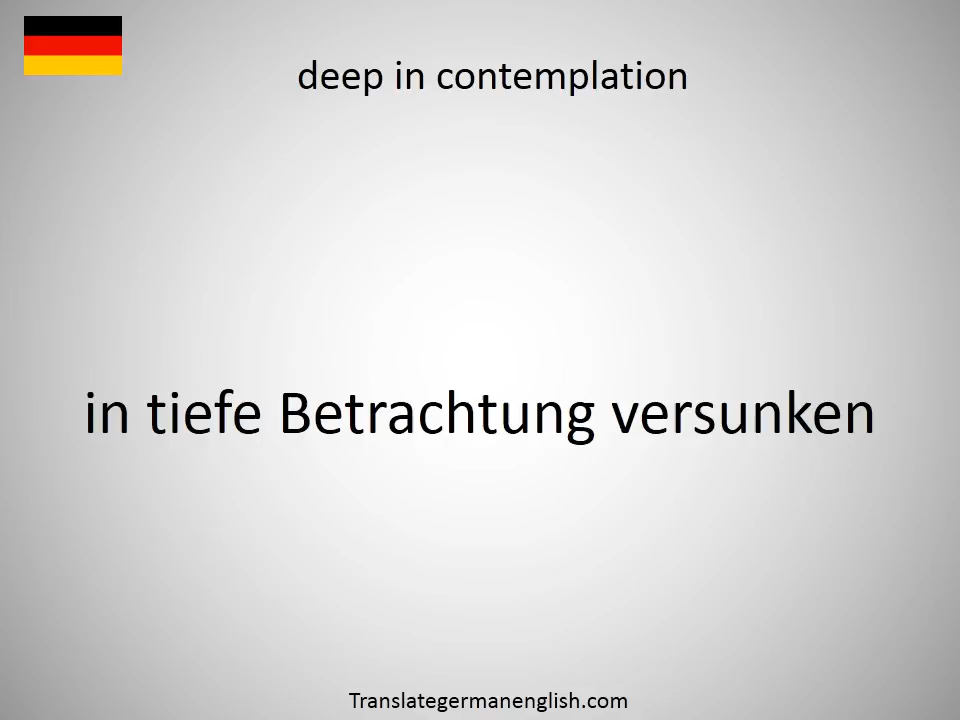 deep in contemplation
in tiefe Betrachtung versunken
Translategermanenglish.com